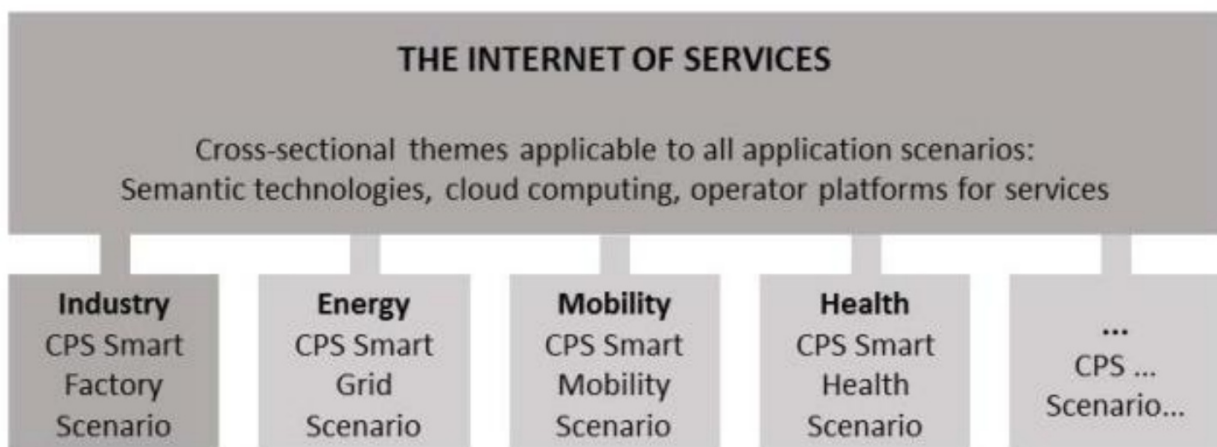 THE INTERNET OF SERVICES
Cross-sectional themes applicable to all application scenarios:
Semantic technologies, cloud computing, operator platforms for services
Industry
CPS Smart
Factory
Scenario
Energy
CPS Smart
Grid
Scenario
Mobility
CPS Smart
Mobility
Scenario
Health
CPS Smart
Health
Scenario
...
CPS ...
Scenario...